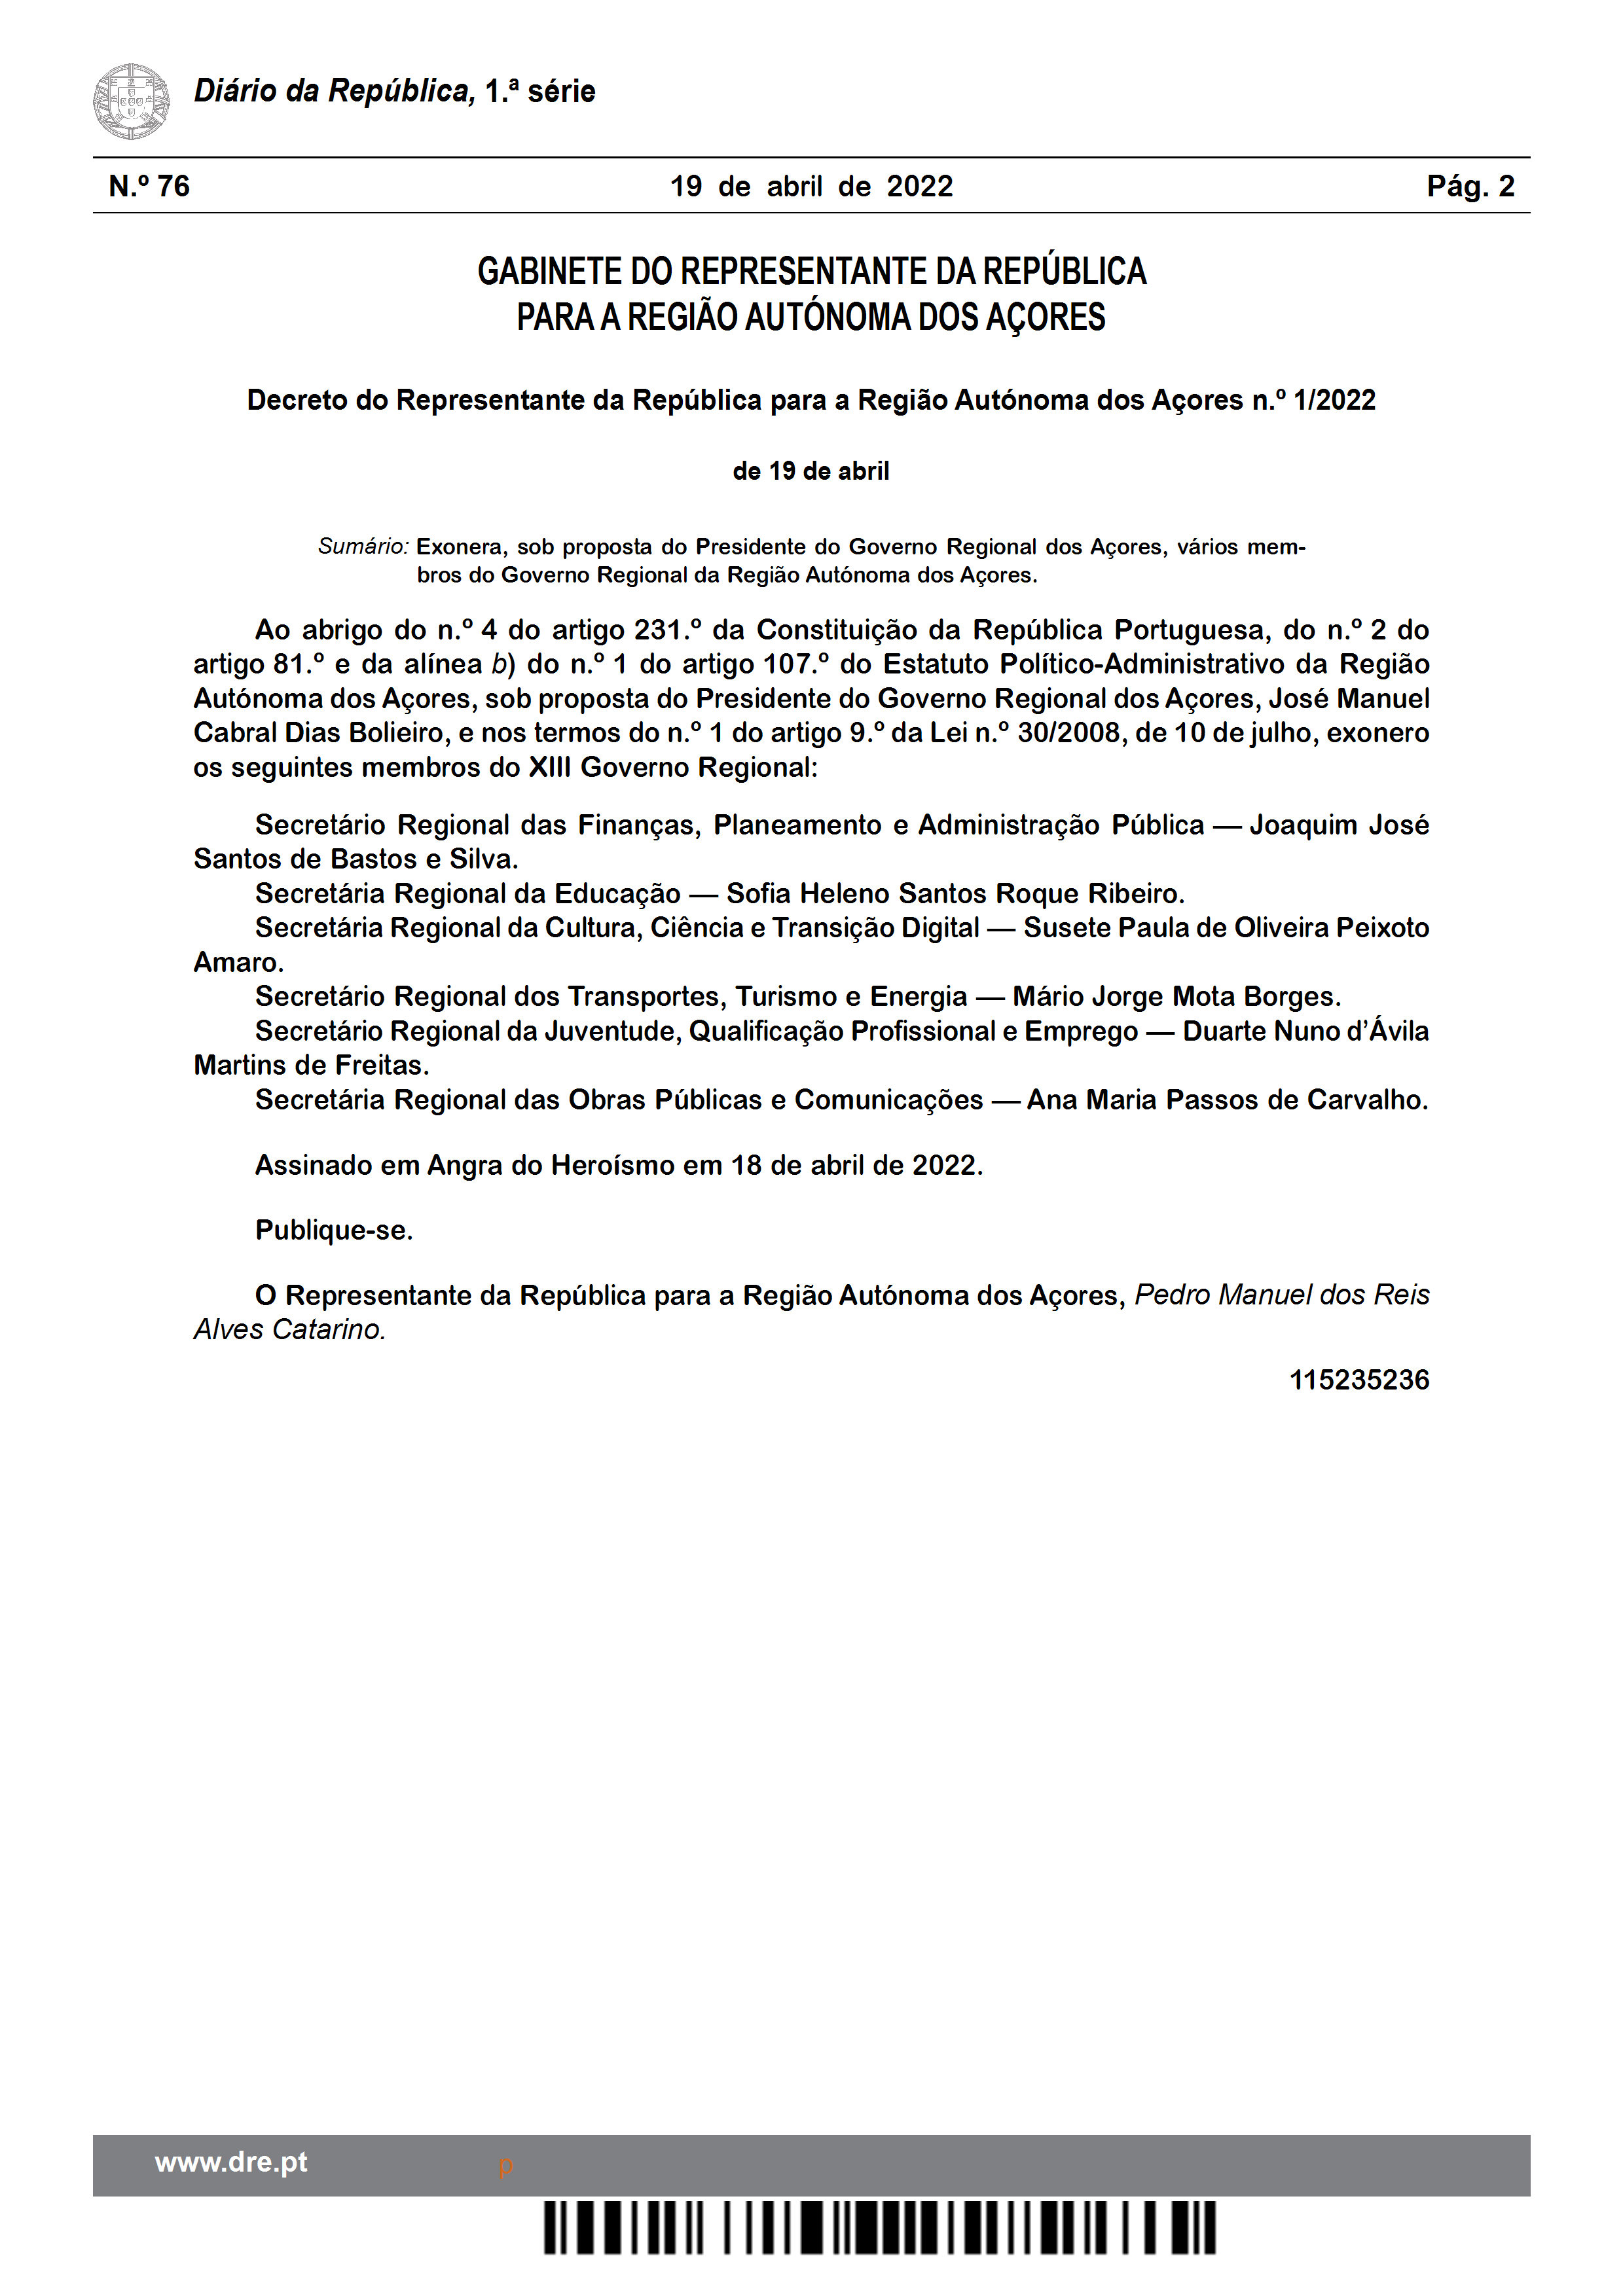 Diário da República, 1.ª série
N.º 76 19 de abril de 2022 Pág. 2
GABINETE DO REPRESENTANTE DA REPÚBLICA
PARA A REGIÃO AUTÓNOMA DOS AÇORES
Decreto do Representante da República para a Região Autónoma dos Açores n.º 1/2022
de 19 de abril
Sumário: Exonera, sob proposta do Presidente do Governo Regional dos Açores, vários mem-
bros do Governo Regional da Região Autónoma dos Açores.
Ao abrigo do n.º 4 do artigo 231.º da Constituição da República Portuguesa, do n.º 2 do
artigo 81.º e da alínea b) do n.º 1 do artigo 107.º do Estatuto Político-Administrativo da Região
Autónoma dos Açores, sob proposta do Presidente do Governo Regional dos Açores, José Manuel
Cabral Dias Bolieiro, e nos termos do n.º 1 do artigo 9.º da Lei n.º 30/2008, de 10 de julho, exonero
os seguintes membros do XIII Governo Regional:
Secretário Regional das Finanças, Planeamento e Administração Pública — Joaquim José
Santos de Bastos e Silva.
Secretária Regional da Educação — Sofia Heleno Santos Roque Ribeiro.
Secretária Regional da Cultura, Ciência e Transição Digital — Susete Paula de Oliveira Peixoto
Amaro.
Secretário Regional dos Transportes, Turismo e Energia — Mário Jorge Mota Borges.
Secretário Regional da Juventude, Qualificação Profissional e Emprego — Duarte Nuno d’Ávila
Martins de Freitas.
Secretária Regional das Obras Públicas e Comunicações — Ana Maria Passos de Carvalho.
Assinado em Angra do Heroísmo em 18 de abril de 2022.
Publique-se.
O Representante da República para a Região Autónoma dos Açores, Pedro Manuel dos Reis
Alves Catarino.
115235236
www.dre.pt p